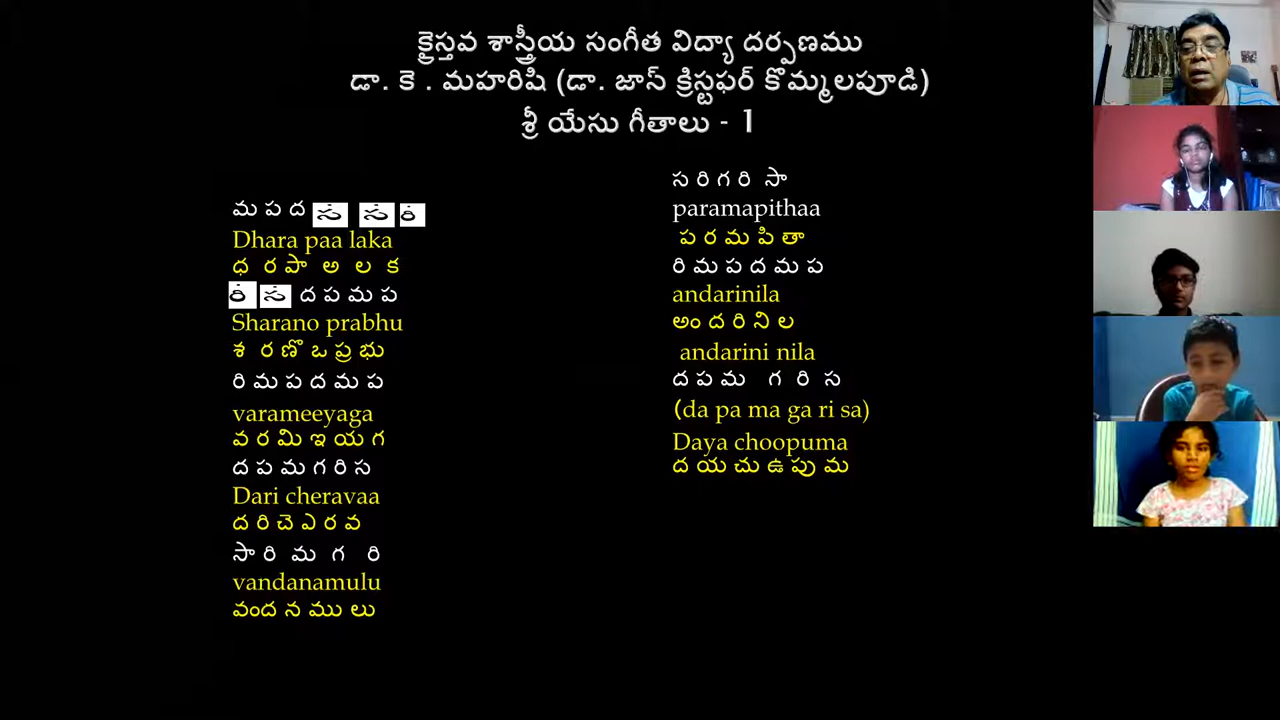 క్రైస్తవ శాస్త్రీయ సంగీత విద్యా దర్పణము
డా. కె . మహరిషి (డా. జాస్ క్రిస్టఫర్ కొమ్మలపూడి)
శ్రీ యేసు గీతాలు - 1
మ ప ద స̇ స̇ రి̇
Dhara paa laka
ధ ర పా అ ల క
రి̇ స̇ ద ప మ ప
Sharano prabhu
శ ర ణొ ఒ ప్ర భు
రి మ ప ద మ ప
varameeyaga
వ ర మి ఇ య గ
ద ప మ గ రి స
Dari cheravaa
ద రి చె ఎ ర వ
సా రి మ గ రి
vandanamulu
వంద న ము లు
స రి గ రి సా
paramapithaa
ప ర మ పి తా
రి మ ప ద మ ప
andarinila
అం ద రి ని ల
andarini nila
ద ప మ గ రి స
(da pa ma ga ri sa)
Daya choopuma
ద య చు ఉ పు మ